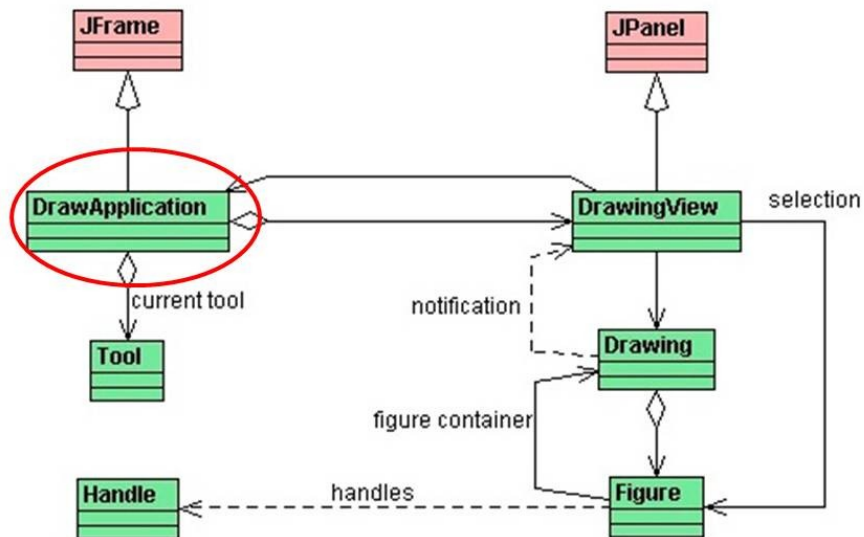 JFrame
JPanel
DrawApplication
DrawingView
selection
current tool
notification
Tool
Drawing
figure container
Handle
handles
Figure